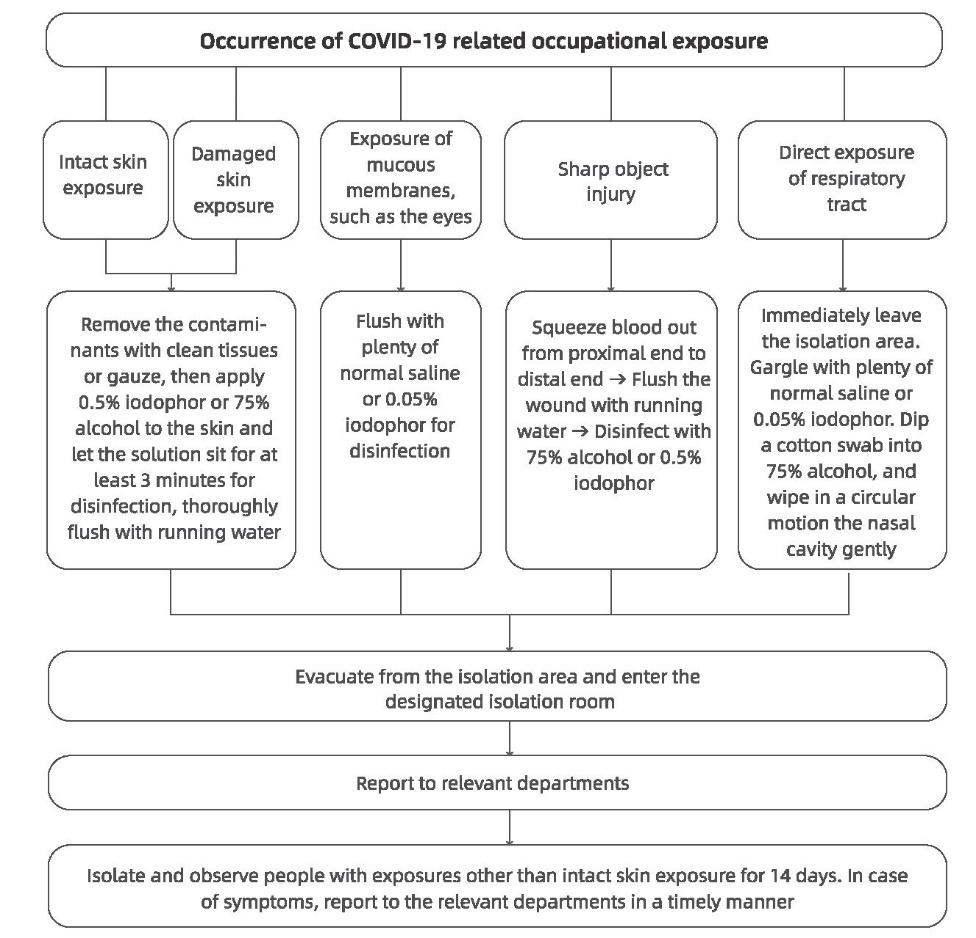 Occurrence of COVID-19 related occupational exposure
Intact skin
exposure
Damaged
skin
exposure
Exposure of
mucous
membranes,
such as the eyes
Sharp object
injury
Direct exposure
of respiratory
tract
Remove the contami-
nants with clean tissues
or gauze, then apply
0.5% iodophor or 75%
alcohol to the skin and
let the solution sit for at
least 3 minutes for
disinfection, thoroughly
flush with running water
Flush with
plenty of
normal saline
or 0.05%
iodophor for
disinfection
Squeeze blood out
from proximal end to
distal end → Flush the
wound with running
water → Disinfect with
75% alcohol or 0.5%
iodophor
Immediately leave
the isolation area.
Gargle with plenty of
normal saline or
0.05% iodophor. Dip
a cotton swab into
75% alcohol, and
wipe in a circular
motion the nasal
cavity gently
Evacuate from the isolation area and enter the
designated isolation room
Report to relevant departments
Isolate and observe people with exposures other than intact skin exposure for 14 days. In case
of symptoms, report to the relevant departments in a timely manner